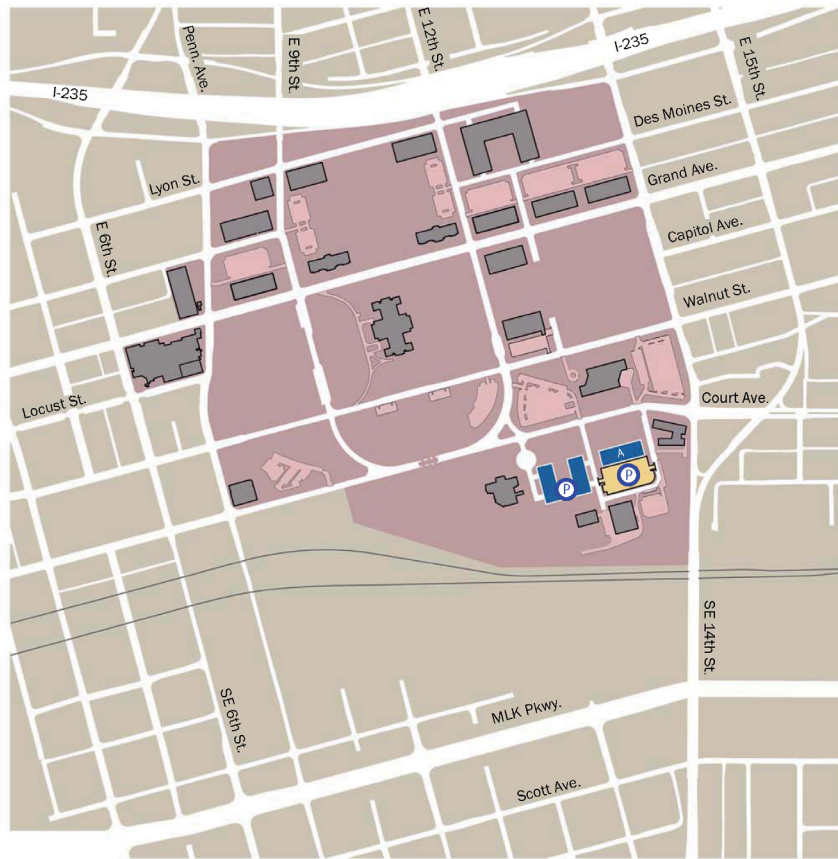 E 12th St.
I-235
Penn. Ave.
E 9th St.
E 15th St.
I-235
Des Moines St.
Lyon St.
Grand Ave.
E 6th St.
Capitol Ave.
Walnut St.
Locust St.
Court Ave.
A
P
P
SE 14th St.
SE 6th St.
MLK Pkwy.
Scott Ave.